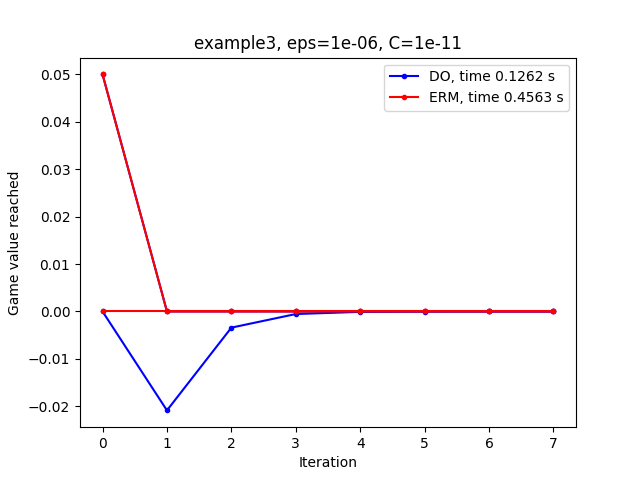 example3, eps=1e-06, C=1e-11
DO, time 0.1262 s
ERM, time 0.4563 s
Game value reached
0.05
0.04
0.03
0.02
0.01
0.00
−0.01
−0.02
0 1 2 3 4 5 6 7
Iteration